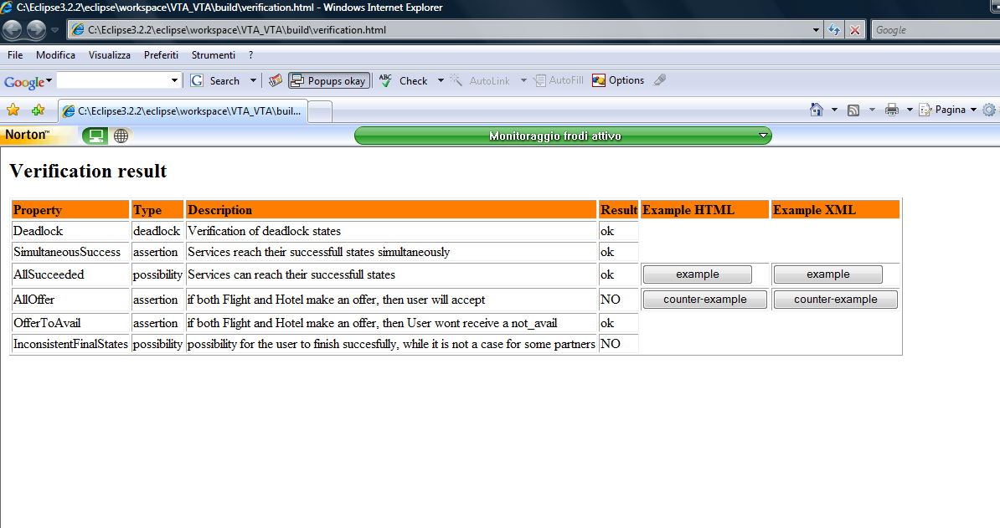 C:\Eclipse3.2.2\eclipse\workspace\VTA_VTA\build\verification.html - Windows Internet Explorer
C:\Eclipse3.2.2\eclipse\workspace\VTA_VTA\build\verification.html Google
File Modifica Visualizza Preferiti Strumenti ?
Google G Search Popups okay ABC Check AutoLink AutoFill Options
C:\Eclipse3.2.2\eclipse\workspace\VTA_VTA\buil... Pagina
Norton™ Monitoraggio frodi attivo
Verification result
Property Type Description Result Example HTML Example XML
Deadlock deadlock Verification of deadlock states ok
SimultaneousSuccess assertion Services reach their successfull states simultaneously ok
AllSucceeded possibility Services can reach their successfull states ok example example
AllOffer assertion if both Flight and Hotel make an offer, then user will accept NO counter-example counter-example
OfferToAvail assertion if both Flight and Hotel make an offer, then User wont receive a not_avail ok
InconsistentFinalStates possibility possibility for the user to finish succesfully, while it is not a case for some partners NO